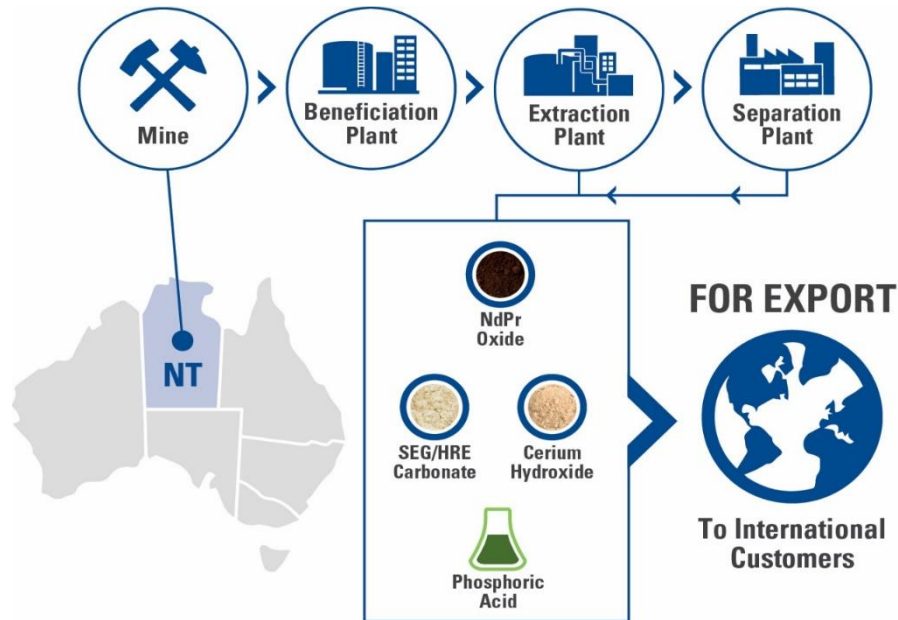 Mine
Beneficiation
Plant
Extraction
Plant
Separation
Plant
NT
NdPr
Oxide
SEG/HRE
Carbonate
Cerium
Hydroxide
Phosphoric
Acid
FOR EXPORT
To International
Customers